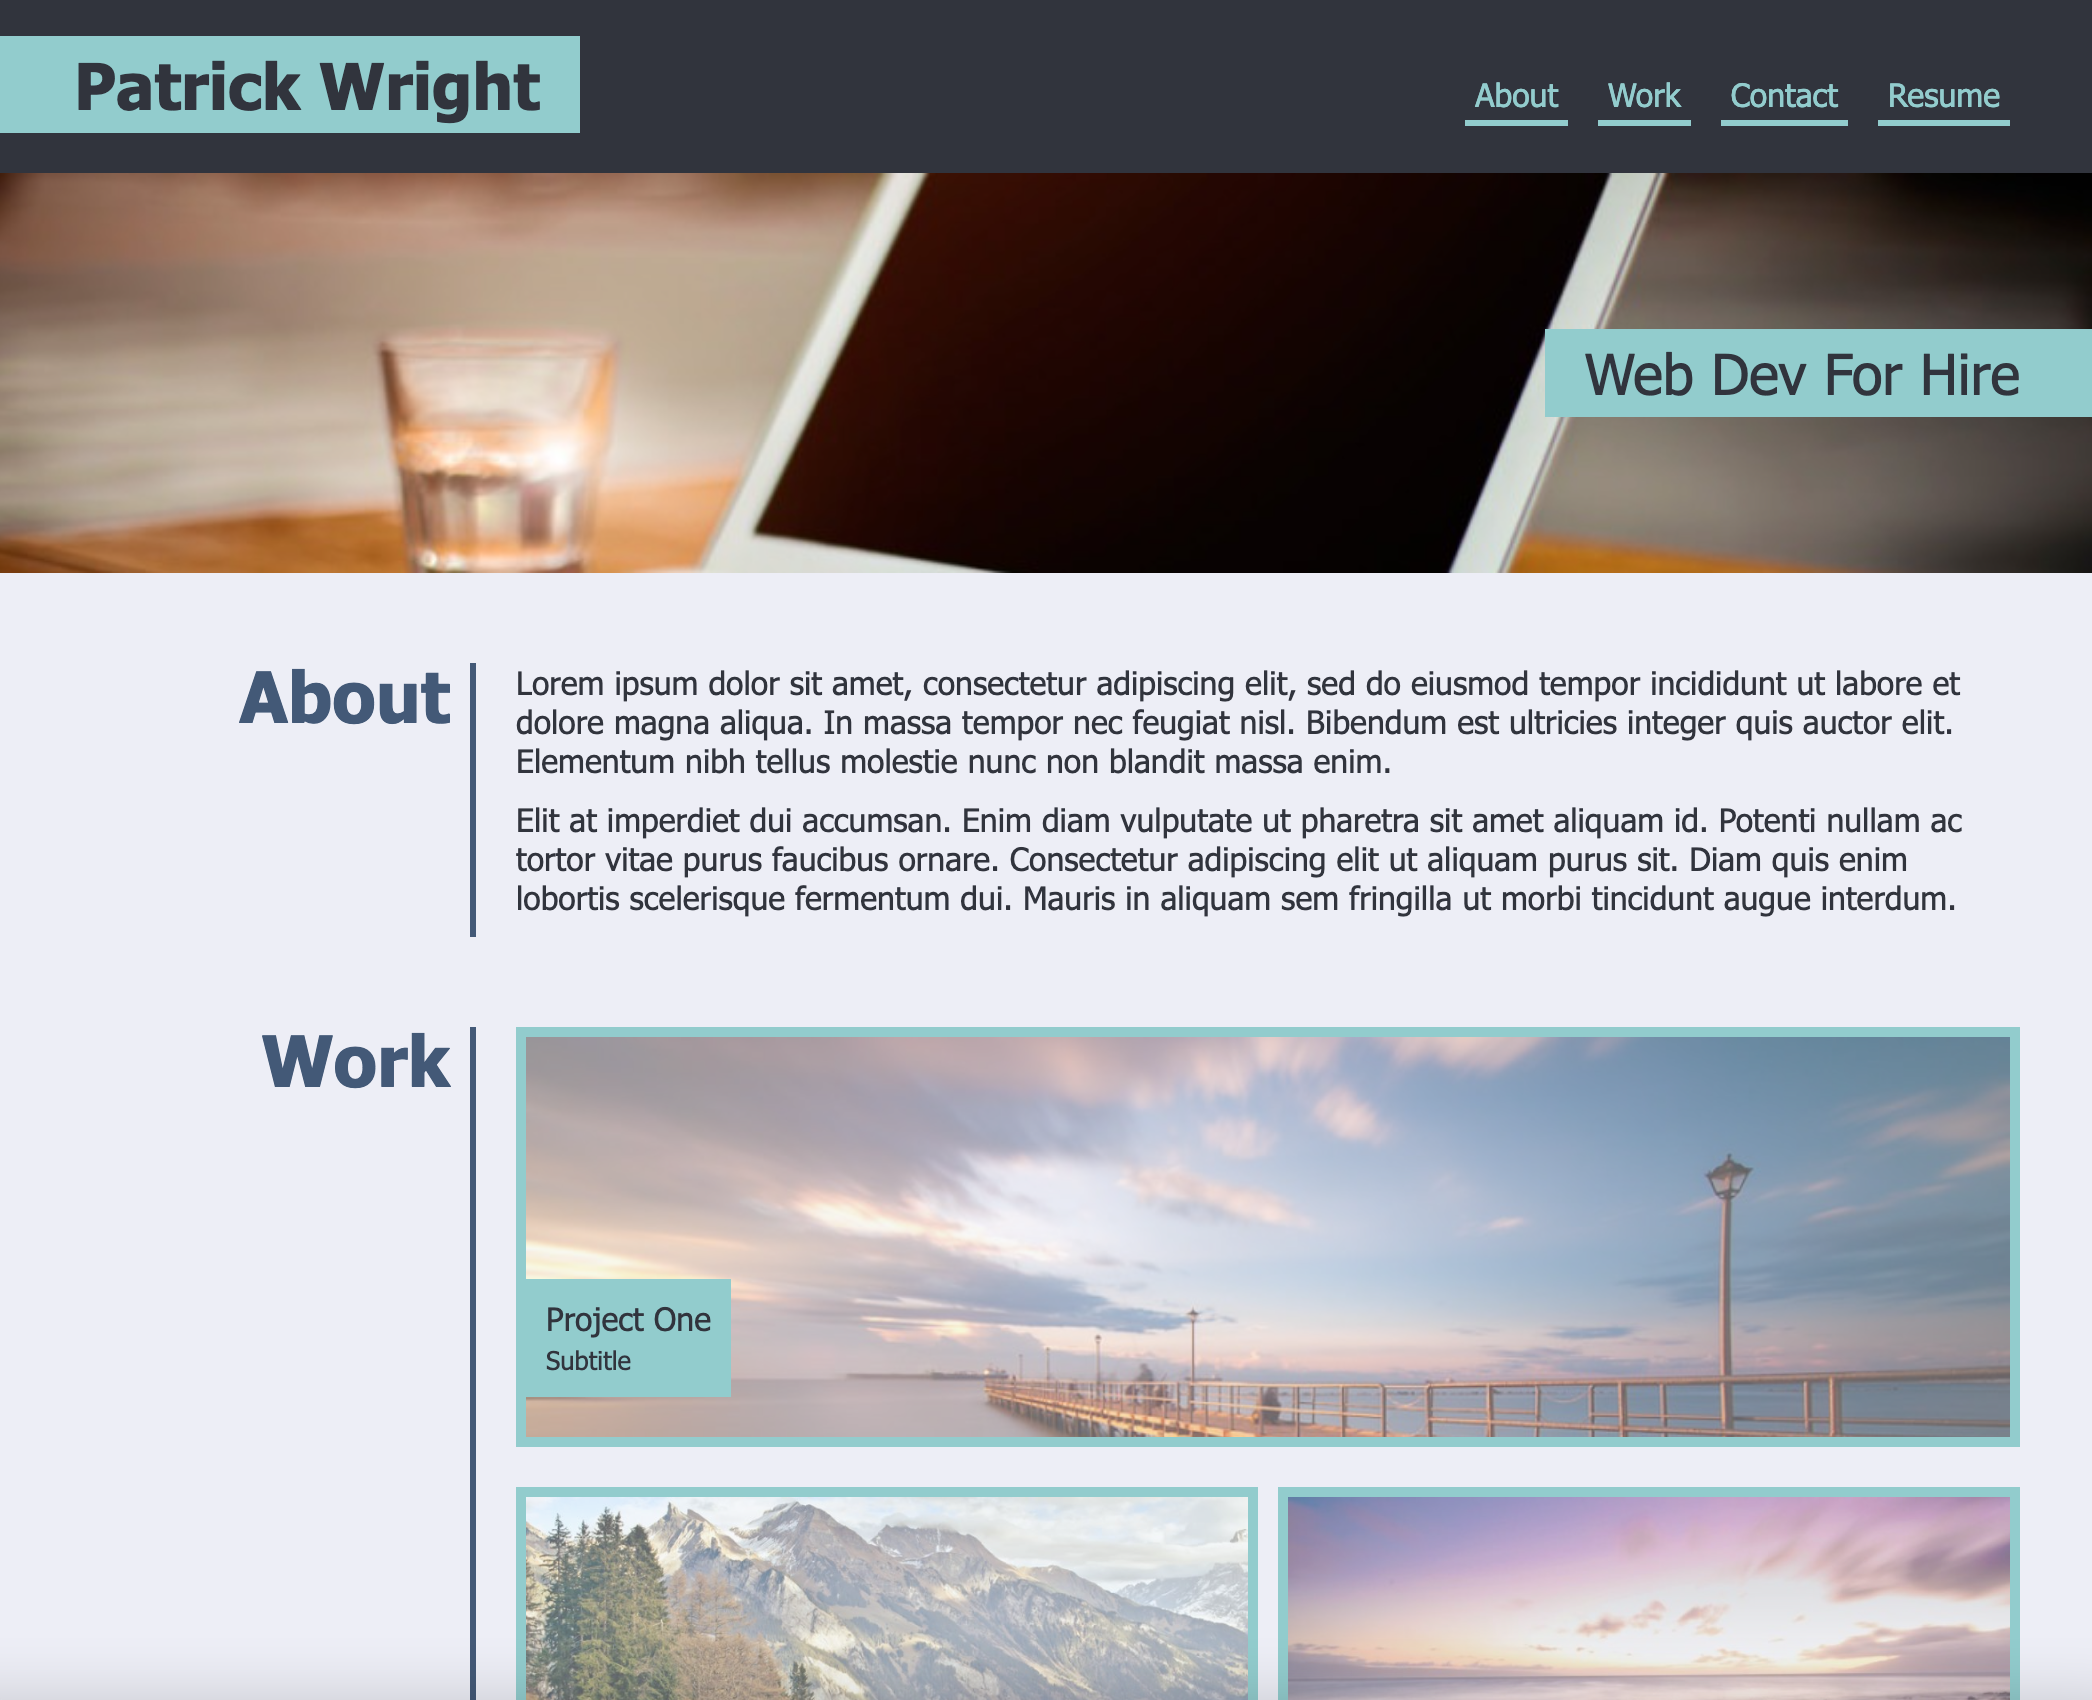 Patrick Wright
About Work Contact Resume
Web Dev For Hire
About
Lorem ipsum dolor sit amet, consectetur adipiscing elit, sed do eiusmod tempor incididunt ut labore et
dolore magna aliqua. In massa tempor nec feugiat nisl. Bibendum est ultricies integer quis auctor elit.
Elementum nibh tellus molestie nunc non blandit massa enim.
Elit at imperdiet dui accumsan. Enim diam vulputate ut pharetra sit amet aliquam id. Potenti nullam ac
tortor vitae purus faucibus ornare. Consectetur adipiscing elit ut aliquam purus sit. Diam quis enim
lobortis scelerisque fermentum dui. Mauris in aliquam sem fringilla ut morbi tincidunt augue interdum.
Work
Project One
Subtitle